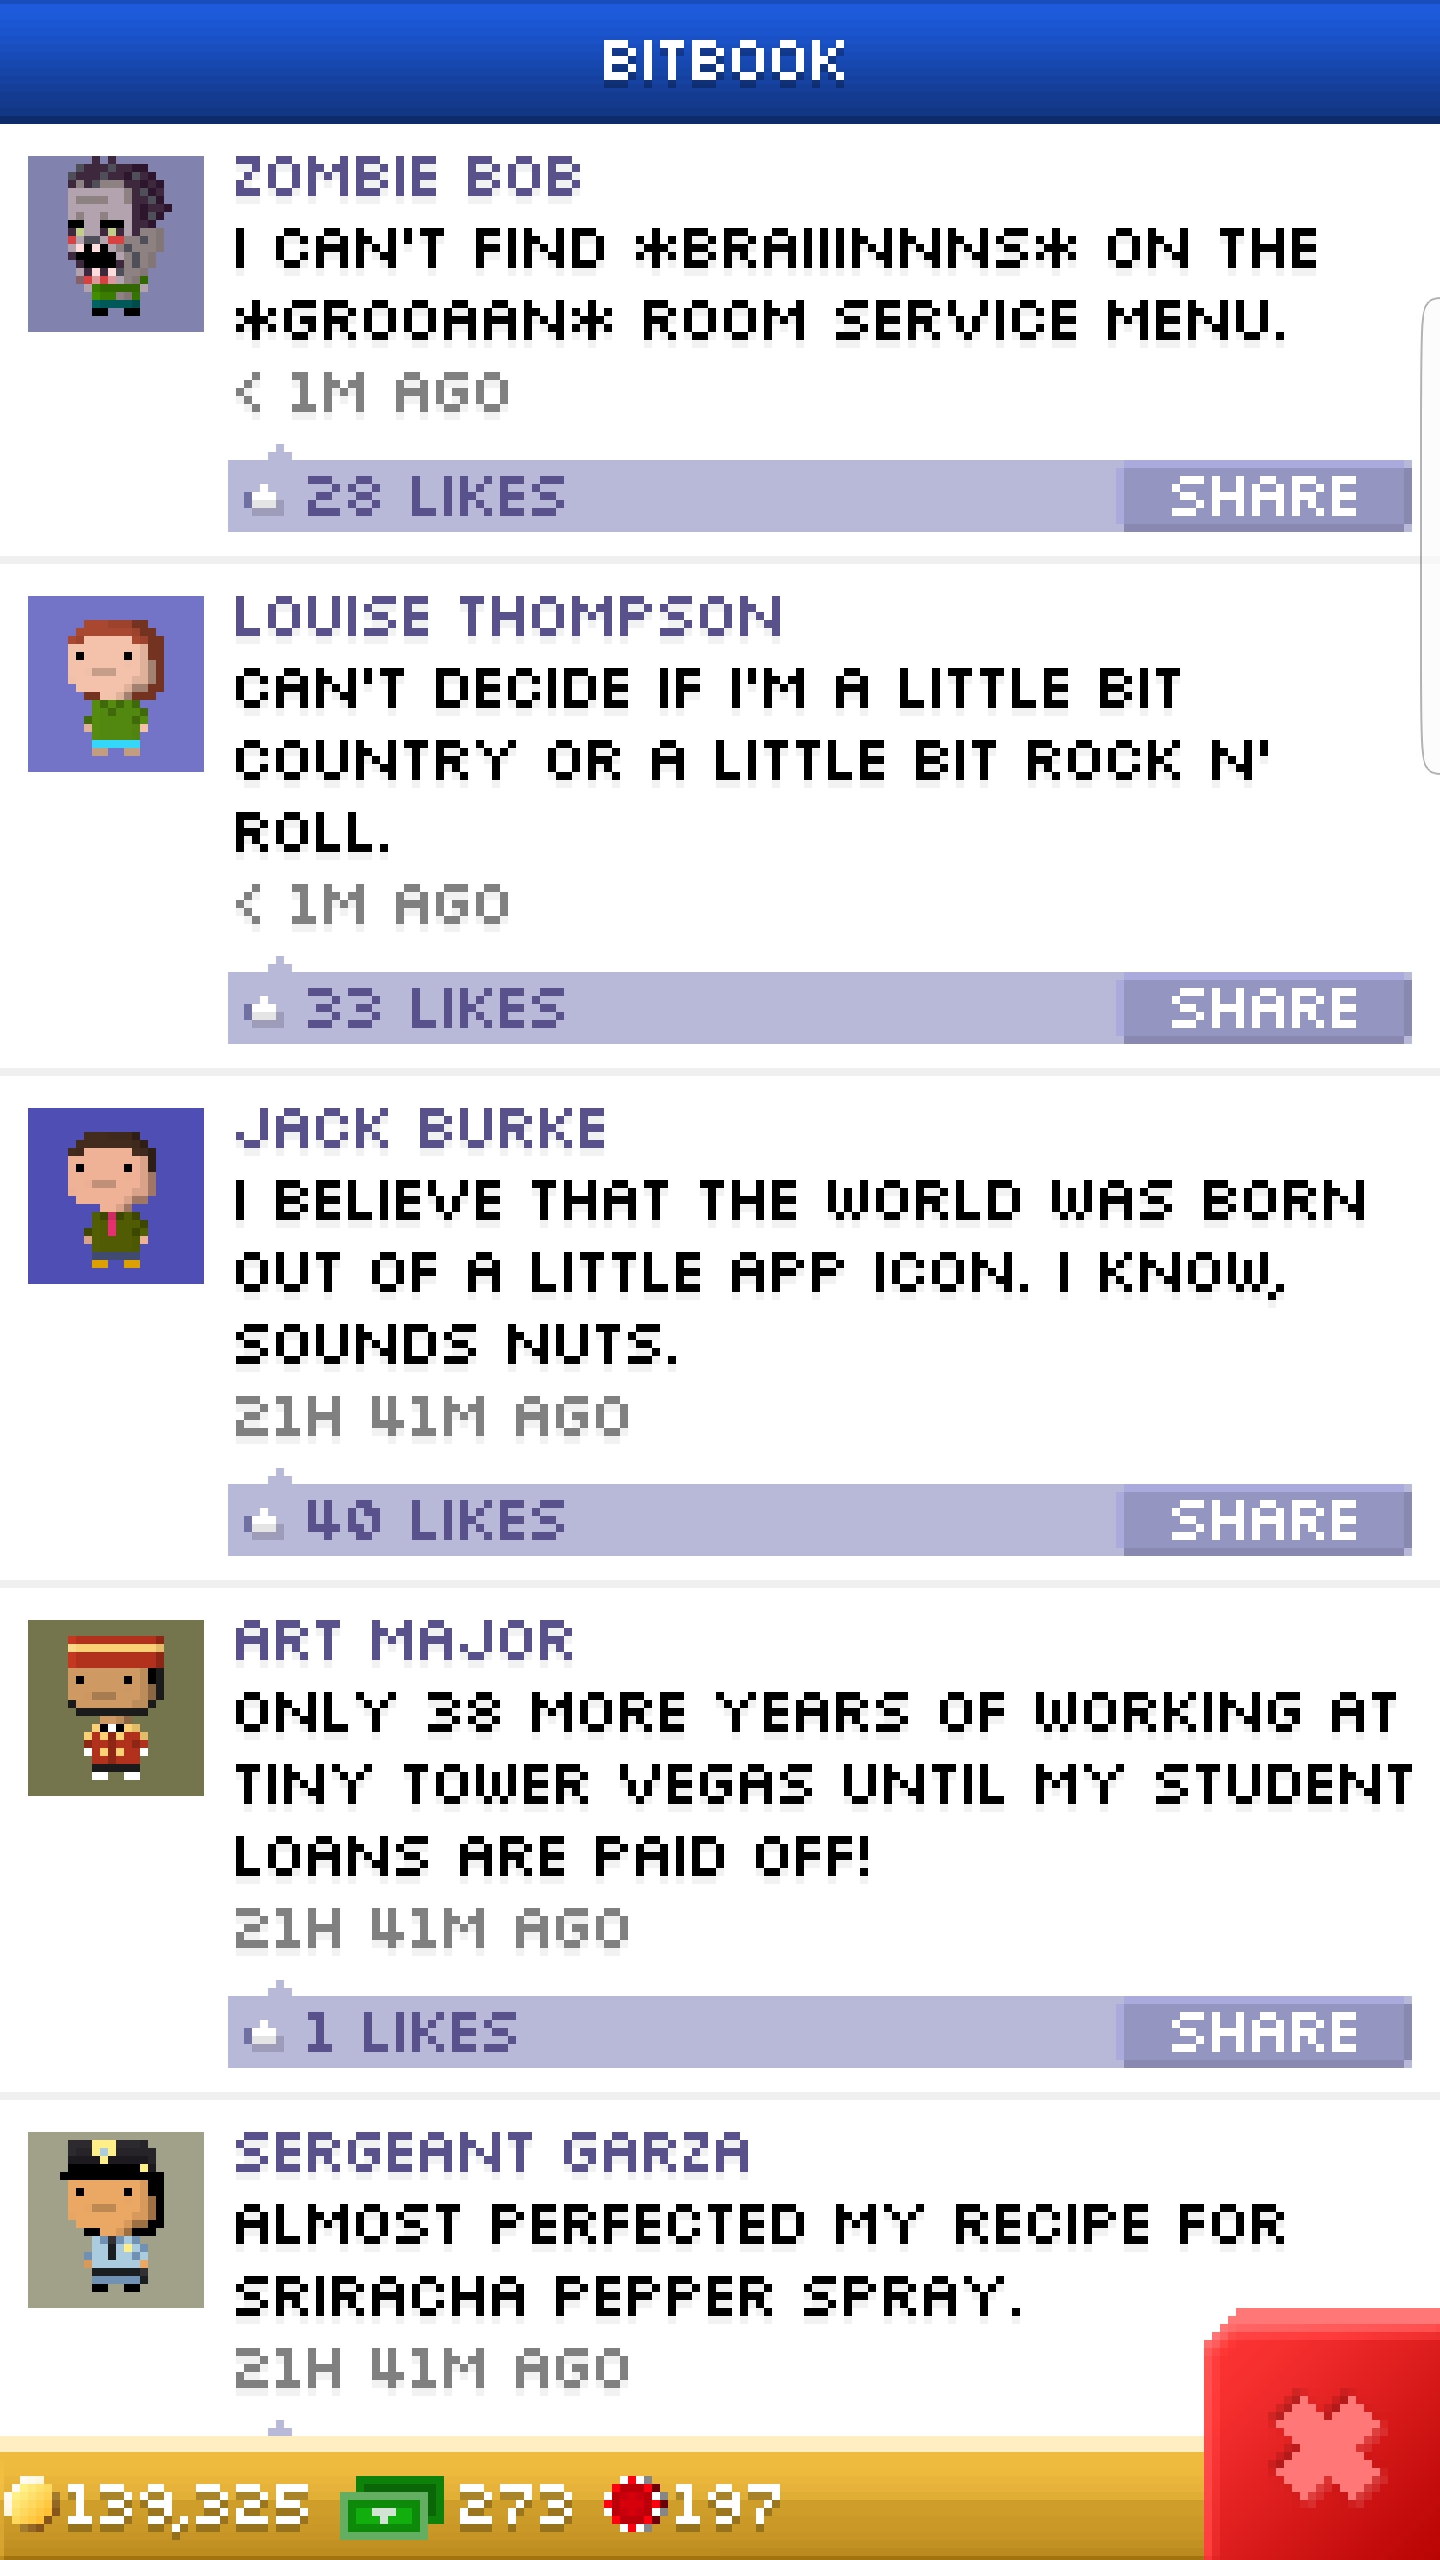 BITBOOK
ZOMBIE BOB
I CAN'T FIND *BRAIIINNNS* ON THE
*GROOAAN* ROOM SERVICE MENU.
< 1M AGO
28 LIKES SHARE
LOUISE THOMPSON
CAN'T DECIDE IF I'M A LITTLE BIT
COUNTRY OR A LITTLE BIT ROCK N'
ROLL.
< 1M AGO
33 LIKES SHARE
JACK BURKE
I BELIEVE THAT THE WORLD WAS BORN
OUT OF A LITTLE APP ICON. I KNOW,
SOUNDS NUTS.
21H 41M AGO
40 LIKES SHARE
ART MAJOR
ONLY 38 MORE YEARS OF WORKING AT
TINY TOWER VEGAS UNTIL MY STUDENT
LOANS ARE PAID OFF!
21H 41M AGO
1 LIKES SHARE
SERGEANT GARZA
ALMOST PERFECTED MY RECIPE FOR
SRIRACHA PEPPER SPRAY.
21H 41M AGO
139,325 273 197